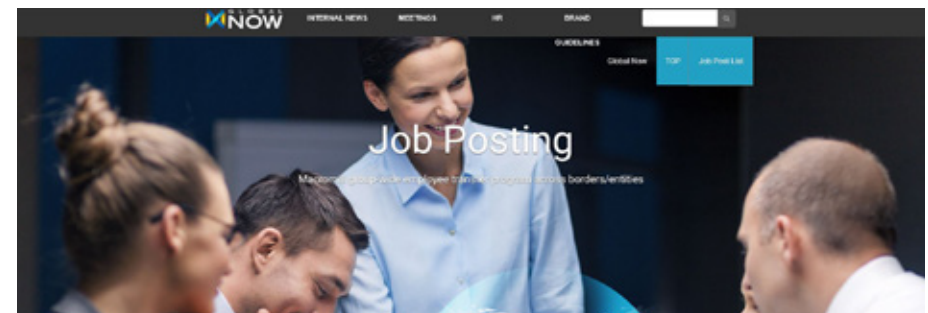 GLOBAL
NOW
INTERNAL NEWS
MEETINGS
HR
BRAND
GUIDELINES
Global Now
TOP
Job Post List
Job Posting
Macromill group wide employee transfer program across borders/entities